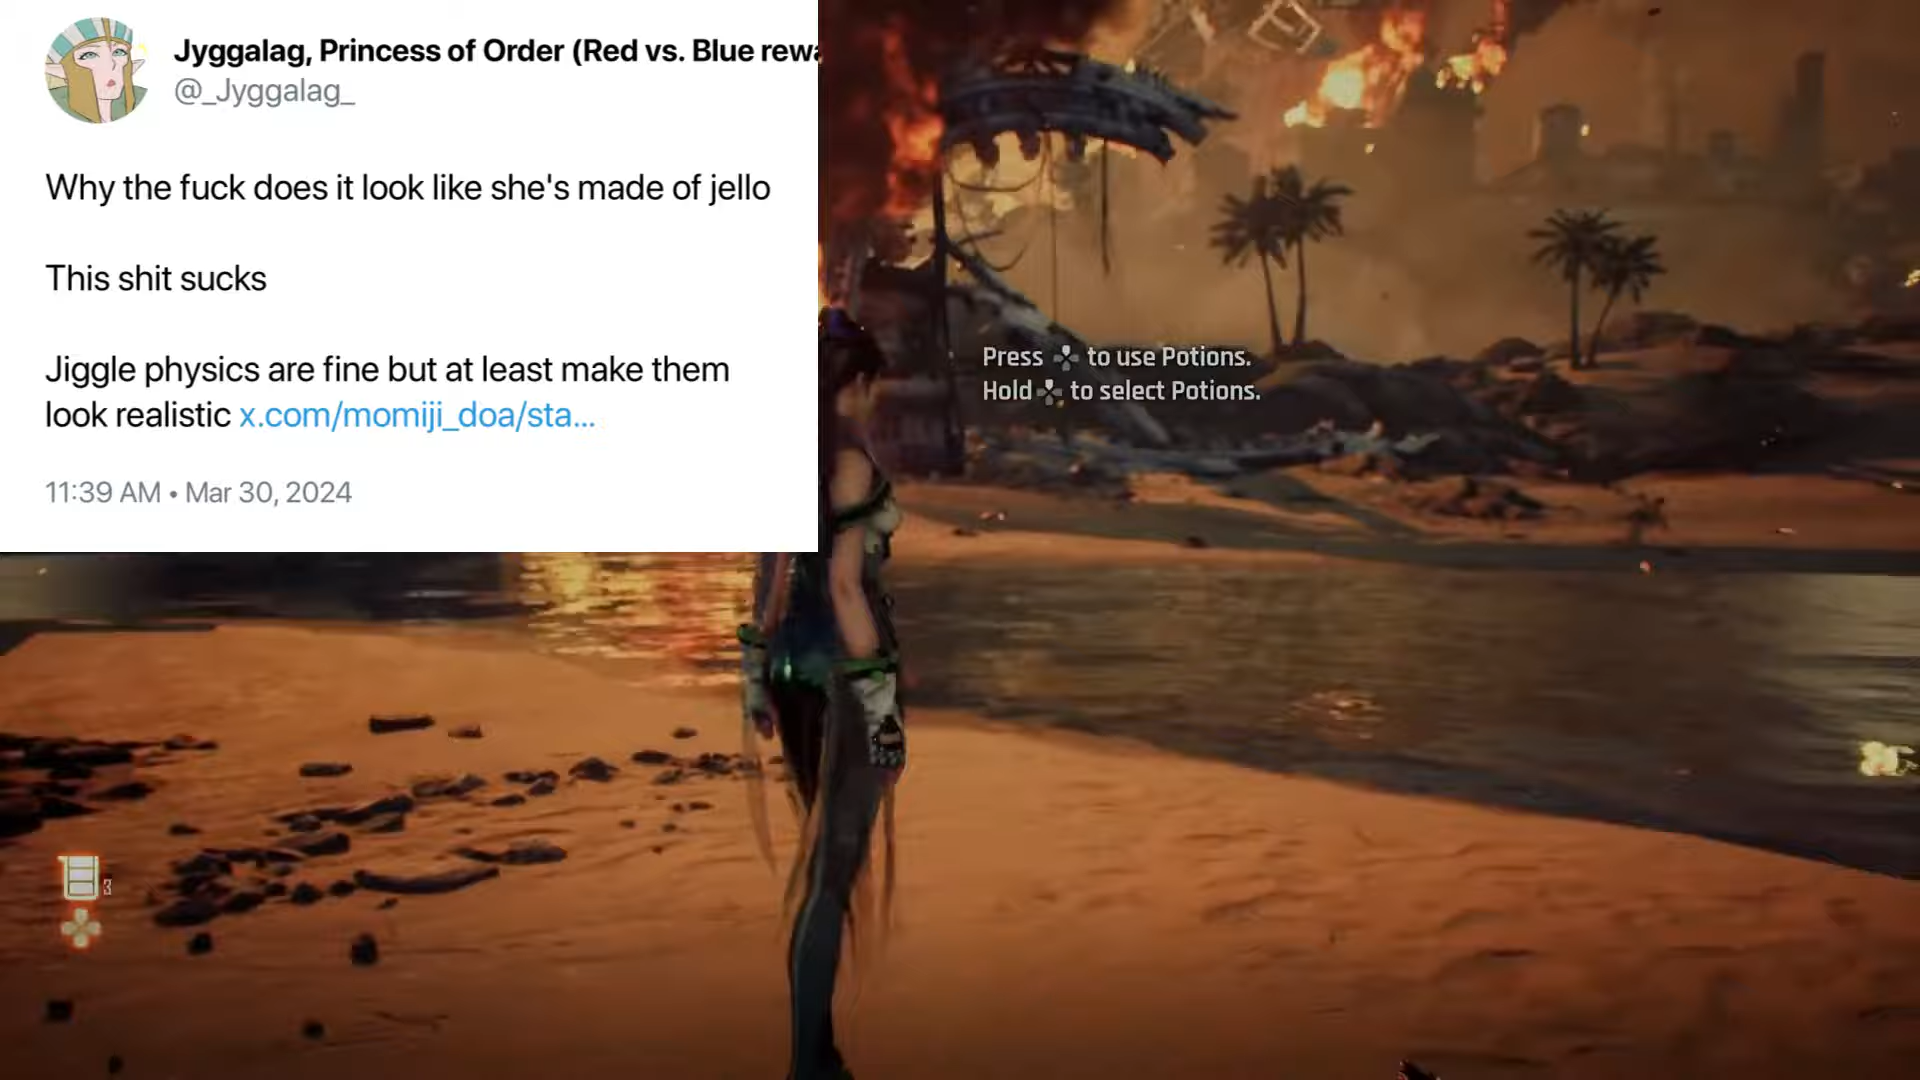 Jyggalag, Princess of Order (Red vs. Blue rewa
@_Jyggalag_
Why the fuck does it look like she's made of jello
This shit sucks
Jiggle physics are fine but at least make them
look realistic x.com/momiji_doa/sta...
11:39 AM • Mar 30, 2024
Press to use Potions.
Hold to select Potions.
3